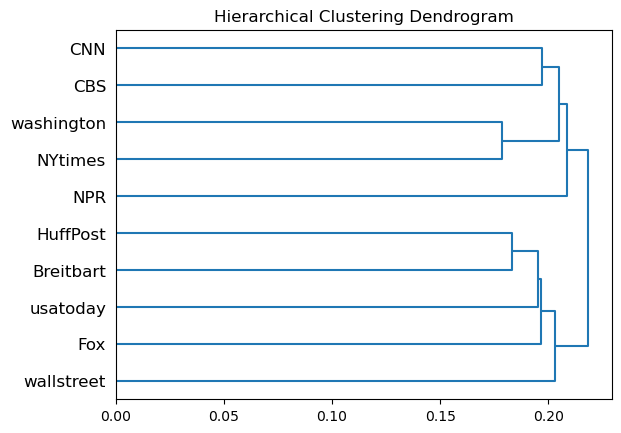 Hierarchical Clustering Dendrogram
CNN
CBS
washington
NYtimes
NPR
HuffPost
Breitbart
usatoday
Fox
wallstreet
0.00 0.05 0.10 0.15 0.20